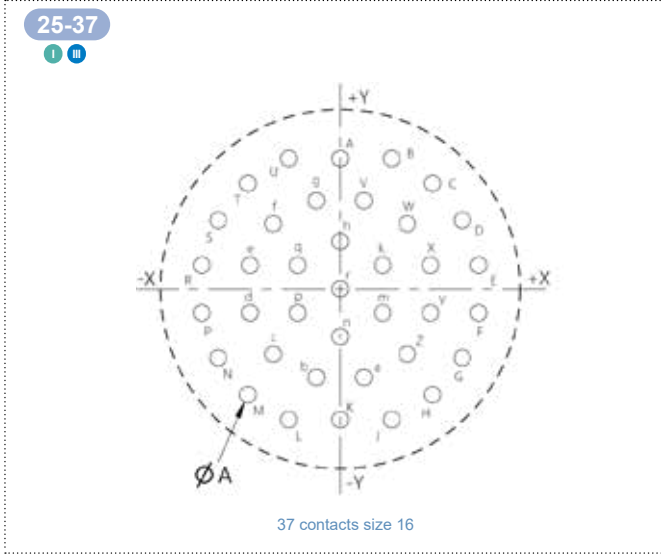 25-37
I III
+Y
A
U B
T g V C
S f W D
h
R e q k X E
-X r +X
P d p m Y F
n
N c Z G
b a
M K H
L J
ØA
-Y
37 contacts size 16